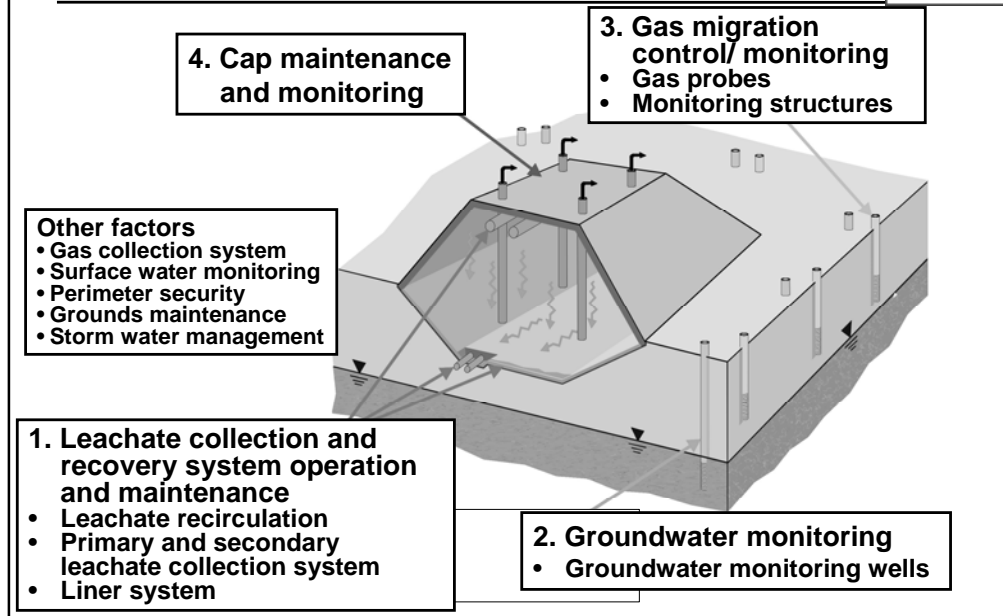 3. Gas migration
control/ monitoring
• Gas probes
• Monitoring structures
4. Cap maintenance
and monitoring
Other factors
• Gas collection system
• Surface water monitoring
• Perimeter security
• Grounds maintenance
• Storm water management
1. Leachate collection and
recovery system operation
and maintenance
• Leachate recirculation
• Primary and secondary
leachate collection system
• Liner system
2. Groundwater monitoring
• Groundwater monitoring wells